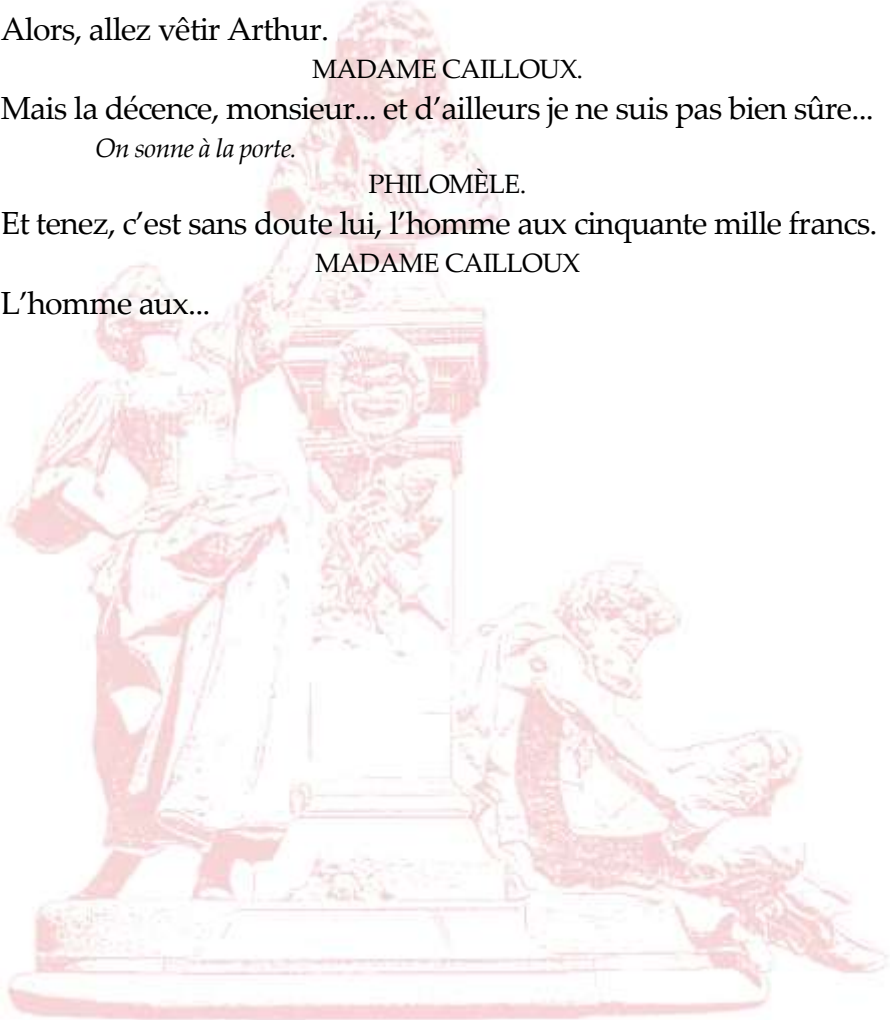 Alors, allez vêtir Arthur.
MADAME CAILLOUX.
Mais la décence, monsieur... et d’ailleurs je ne suis pas bien sûre...
On sonne à la porte.
PHILOMÈLE.
Et tenez, c’est sans doute lui, l’homme aux cinquante mille francs.
MADAME CAILLOUX
L’homme aux...